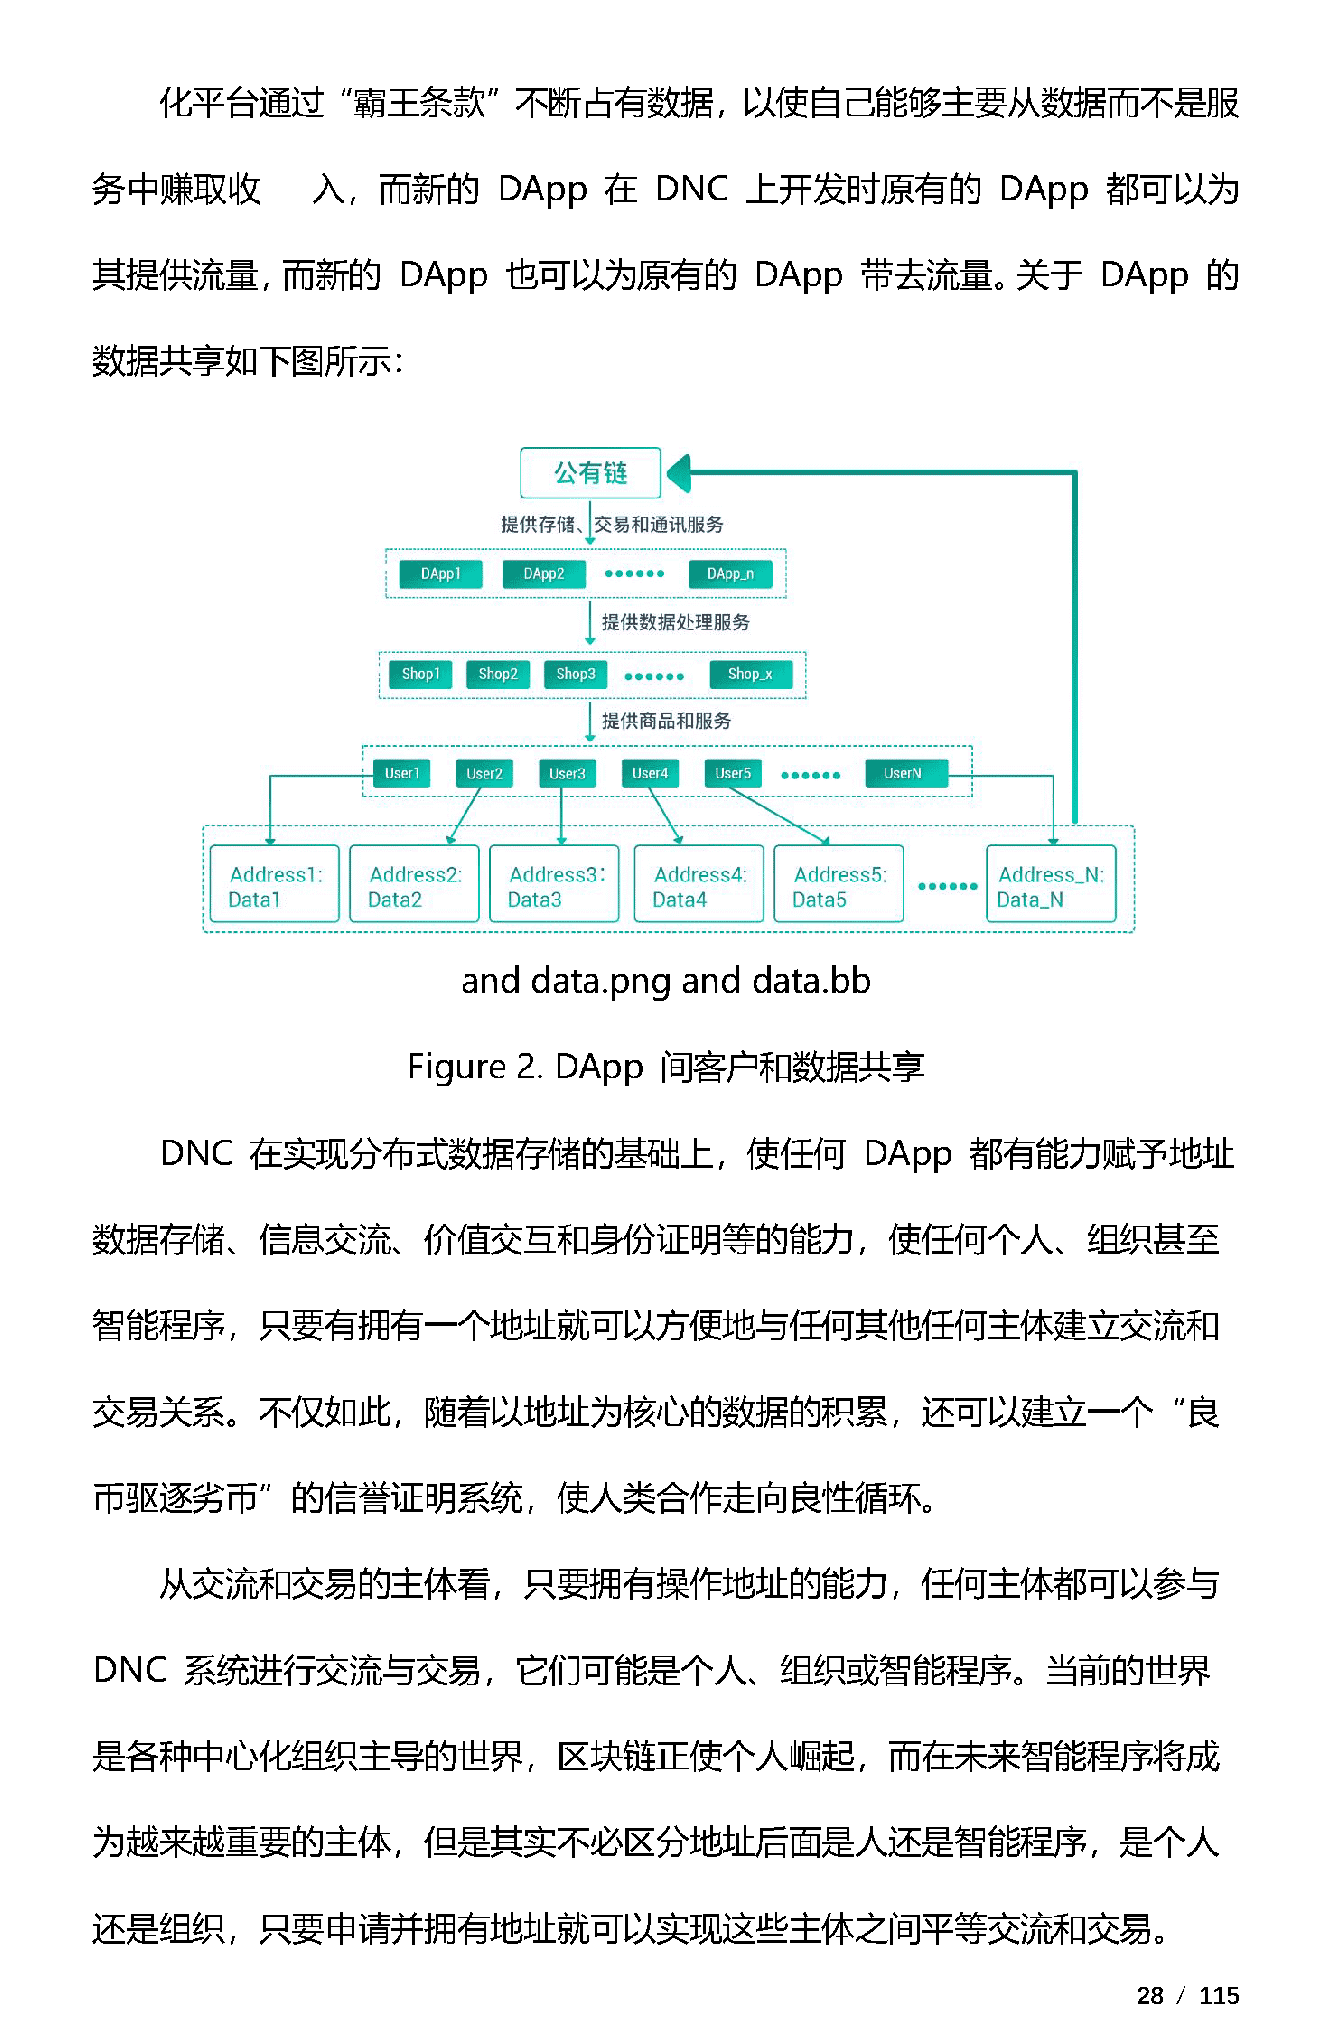 化平台通过“霸王条款”不断占有数据，以使自己能够主要从数据而不是服
务中赚取收 入，而新的 DApp 在 DNC 上开发时原有的 DApp 都可以为
其提供流量，而新的 DApp 也可以为原有的 DApp 带去流量。关于 DApp 的
数据共享如下图所示：
公有链
提供存储、交易和通讯服务
DApp1 DApp2 •••••• DApp_n
提供数据处理服务
Shop1 Shop2 Shop3 •••••• Shop_x
提供商品和服务
User1 User2 User3 User4 User5 •••••• UserN
Address1: Address2: Address3: Address4: Address5: •••••• Address_N:
Data1 Data2 Data3 Data4 Data5 Data_N
and data.png and data.bb
Figure 2. DApp 间客户和数据共享
DNC 在实现分布式数据存储的基础上，使任何 DApp 都有能力赋予地址
数据存储、信息交流、价值交互和身份证明等的能力，使任何个人、组织甚至
智能程序，只要有拥有一个地址就可以方便地与任何其他任何主体建立交流和
交易关系。不仅如此，随着以地址为核心的数据的积累，还可以建立一个“良
币驱逐劣币”的信誉证明系统，使人类合作走向良性循环。
从交流和交易的主体看，只要拥有操作地址的能力，任何主体都可以参与
DNC 系统进行交流与交易，它们可能是个人、组织或智能程序。当前的世界
是各种中心化组织主导的世界，区块链正使个人崛起，而在未来智能程序将成
为越来越重要的主体，但是其实不必区分地址后面是人还是智能程序，是个人
还是组织，只要申请并拥有地址就可以实现这些主体之间平等交流和交易。
28 / 115